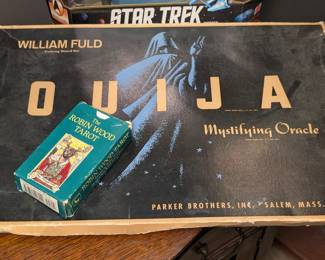 STAR TREK
WILLIAM FULD
OUIJA
Mystifying Oracle
The
ROBIN WOOD
TAROT
PARKER BROTHERS, INC. SALEM, MASS.